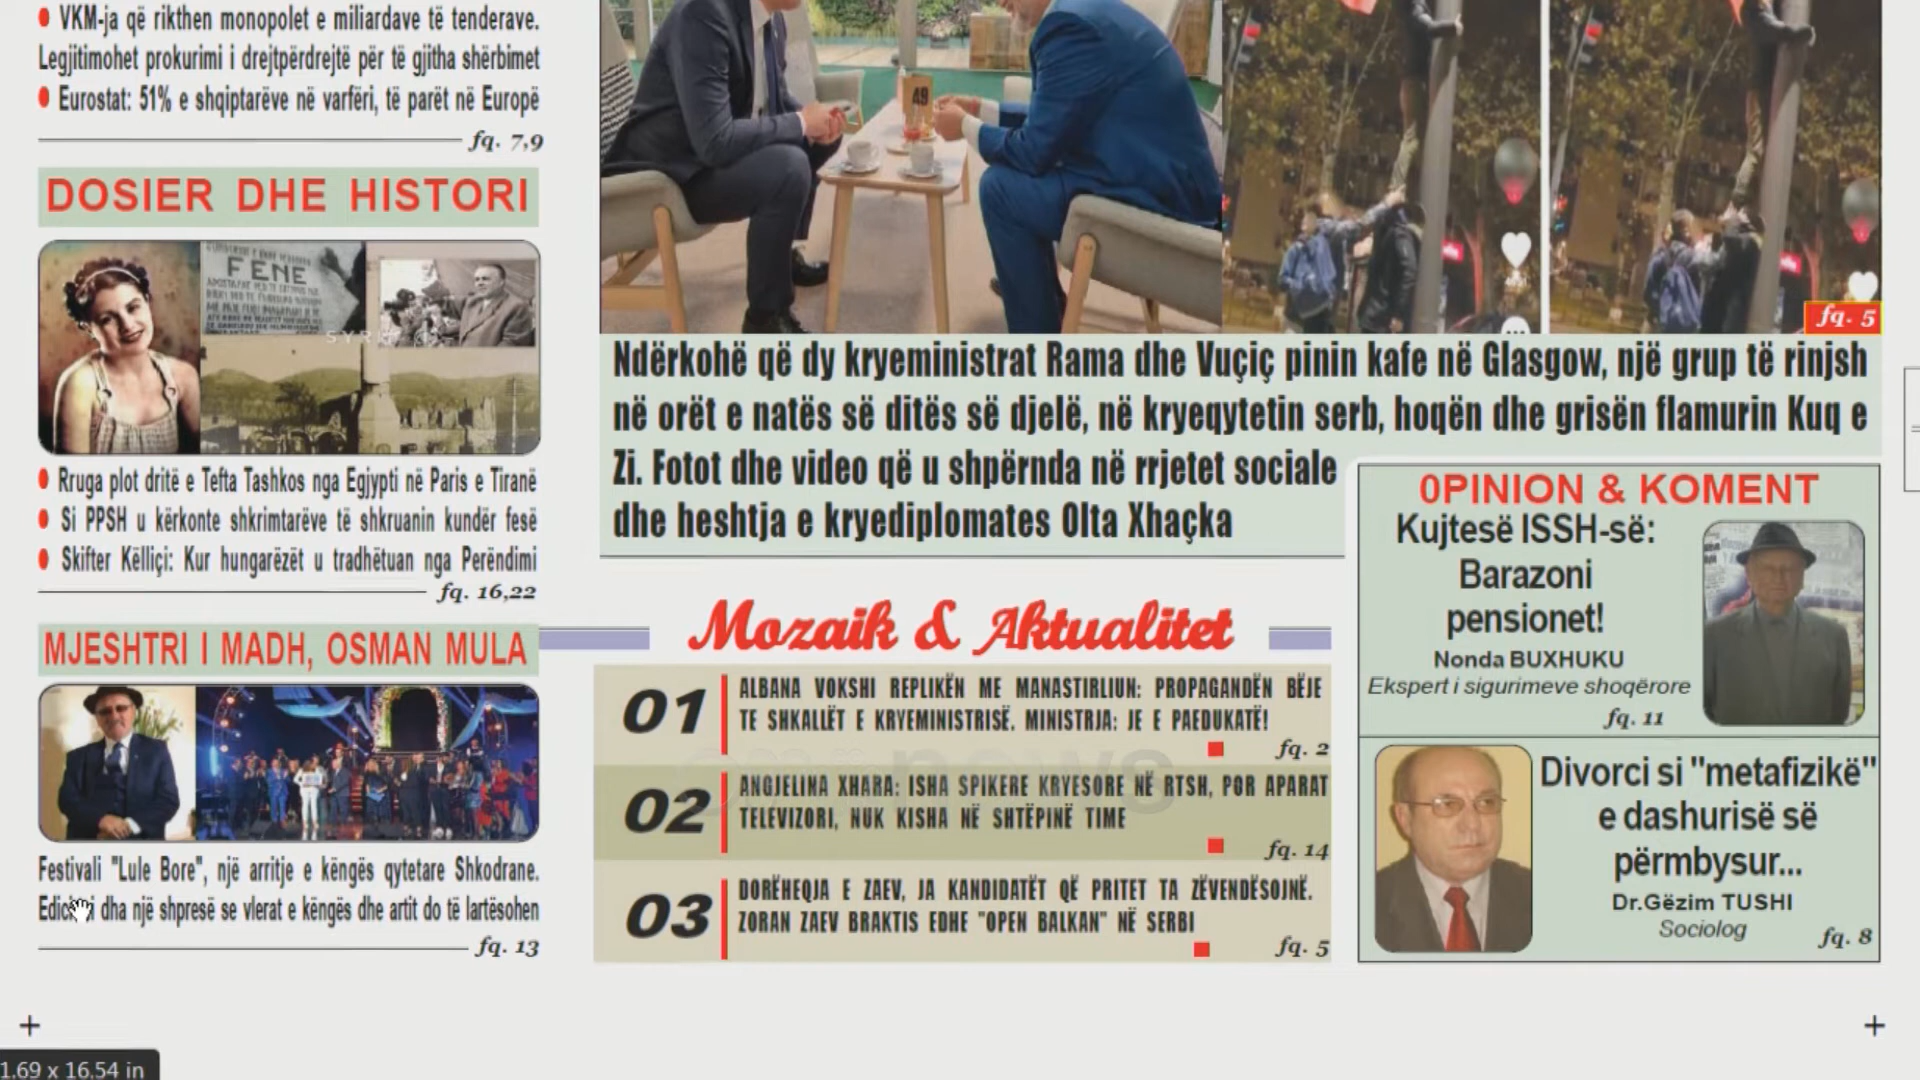 VKM-ja që rikthen monopolet e miliardave të tenderave.
Legjitimohet prokurimi i drejtpërdrejtë për të gjitha shërbimet
Eurostat: 51% e shqiptarëve në varfëri, të parët në Europë
fq. 7,9
DOSIER DHE HISTORI
FENE
Rruga plot dritë e Tefta Tashkos nga Egjypti në Paris e Tiranë
Si PPSH u kërkonte shkrimtarëve të shkruanin kundër fesë
Skifter Këlliçi: Kur hungarëzët u tradhëtuan nga Perëndimi
fq. 16,22
MJESHTRI I MADH, OSMAN MULA
Festivali "Lule Bore", një arritje e këngës qytetare Shkodrane.
dha një shpresë se vlerat e këngës dhe artit do të lartësohen
fq. 13
49
fq. 5
Ndërkohë që dy kryeministrat Rama dhe Vuçiç pinin kafe në Glasgow, një grup të rinjsh
në orët e natës së ditës së djelë, në kryeqytetin serb, hoqën dhe grisën flamurin Kuq e
Zi. Fotot dhe video që u shpërnda në rrjetet sociale
dhe heshtja e kryediplomates Olta Xhaçka
Mozaik & Aktualitet
01
ALBANA VOKSHI REPLIKËN ME MANASTIRLIUN: PROPAGANDËN BËJE
TE SHKALLËT E KRYEMINISTRISË. MINISTRJA: JE E PAEDUKATË!
fq. 2
news
02
ANGJELINA XHARA: ISHA SPIKERE KRYESORE NË RTSH, POR APARAT
TELEVIZORI, NUK KISHA NË SHTËPINË TIME
fq. 14
03
DORËHEQJA E ZAEV, JA KANDIDATËT QË PRITET TA ZËVENDËSOJNË.
ZORAN ZAEV BRAKTIS EDHE "OPEN BALKAN" NË SERBI
fq. 5
0PINION & KOMENT
Kujtesë ISSH-së:
Barazoni
pensionet!
Nonda BUXHUKU
Ekspert i sigurimeve shoqërore
fq. 11
Divorci si "metafizikë"
e dashurisë së
përmbysur...
Dr.Gëzim TUSHI
Sociolog
fq. 8
1.69 x 16.54 in